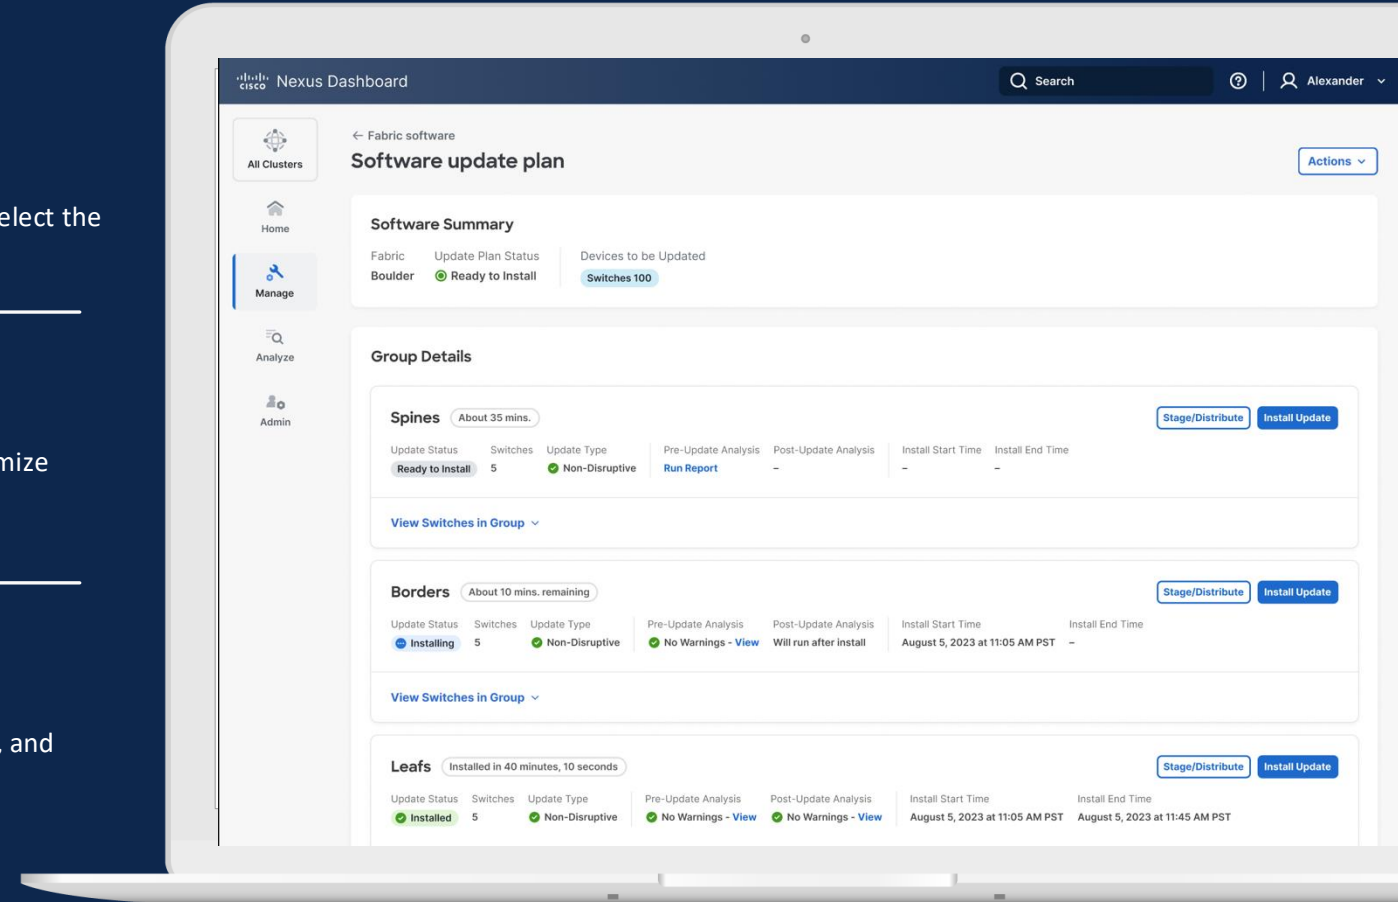 elect the
mize
, and
cisco Nexus Dashboard
Search
Alexander
All Clusters
Home
Manage
Analyze
Admin
← Fabric software
Software update plan
Actions
Software Summary
Fabric Update Plan Status Devices to be Updated
Boulder Ready to Install Switches 100
Group Details
Spines About 35 mins.
Stage/Distribute Install Update
Update Status Switches Update Type Pre-Update Analysis Post-Update Analysis Install Start Time Install End Time
Ready to Install 5 Non-Disruptive Run Report – – –
View Switches in Group
Borders About 10 mins. remaining
Stage/Distribute Install Update
Update Status Switches Update Type Pre-Update Analysis Post-Update Analysis Install Start Time Install End Time
Installing 5 Non-Disruptive No Warnings - View Will run after install August 5, 2023 at 11:05 AM PST –
View Switches in Group
Leafs Installed in 40 minutes, 10 seconds
Stage/Distribute Install Update
Update Status Switches Update Type Pre-Update Analysis Post-Update Analysis Install Start Time Install End Time
Installed 5 Non-Disruptive No Warnings - View No Warnings - View August 5, 2023 at 11:05 AM PST August 5, 2023 at 11:45 AM PST